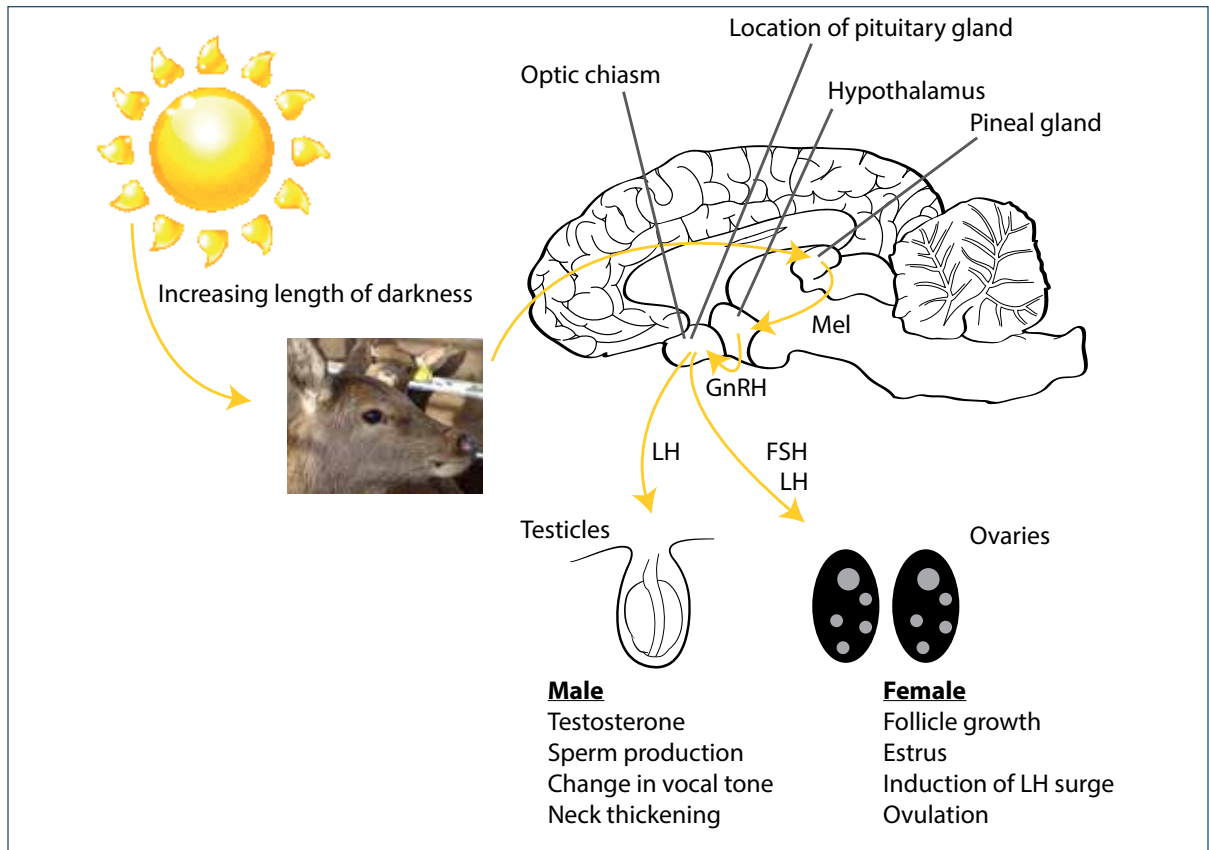 Location of pituitary gland
Optic chiasm
Hypothalamus
Pineal gland
Increasing length of darkness
Mel
GnRH
LH
FSH
LH
Testicles
Ovaries
Male
Testosterone
Sperm production
Change in vocal tone
Neck thickening
Female
Follicle growth
Estrus
Induction of LH surge
Ovulation